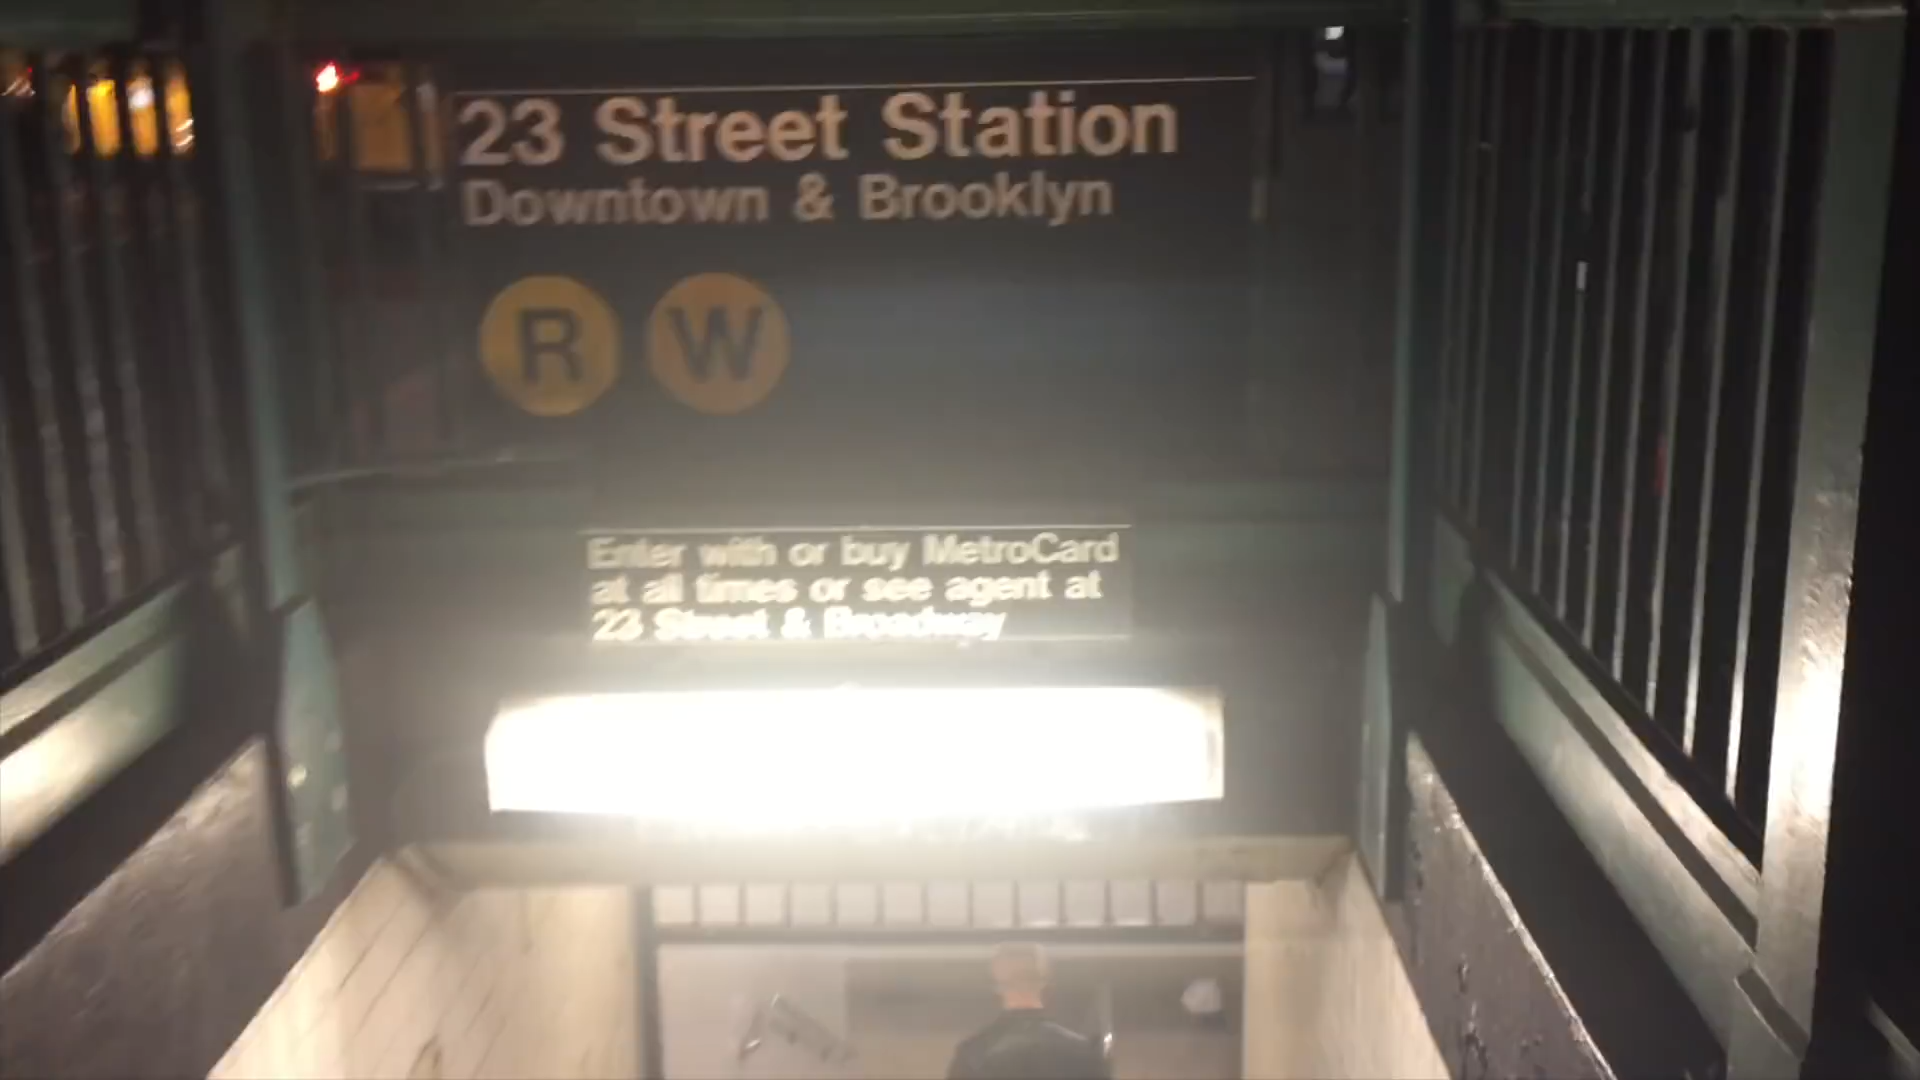 23 Street Station
Downtown & Brooklyn
R W
Enter with or buy MetroCard
at all times or see agent at
23 Street & Broadway